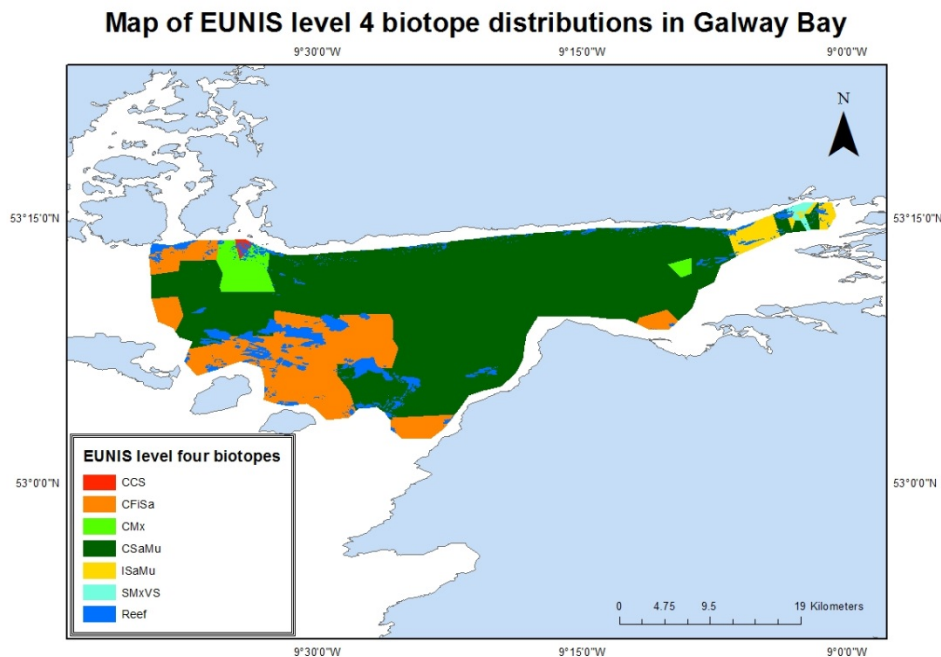 Map of EUNIS level 4 biotope distributions in Galway Bay
9°30'0"W 9°15'0"W 9°0'0"W
N
53°15'0"N 53°15'0"N
EUNIS level four biotopes
CCS
CFiSa
CMx
CSaMu
ISaMu
SMxVS
Reef
53°0'0"N 53°0'0"N
0 4.75 9.5 19 Kilometers
9°30'0"W 9°15'0"W 9°0'0"W